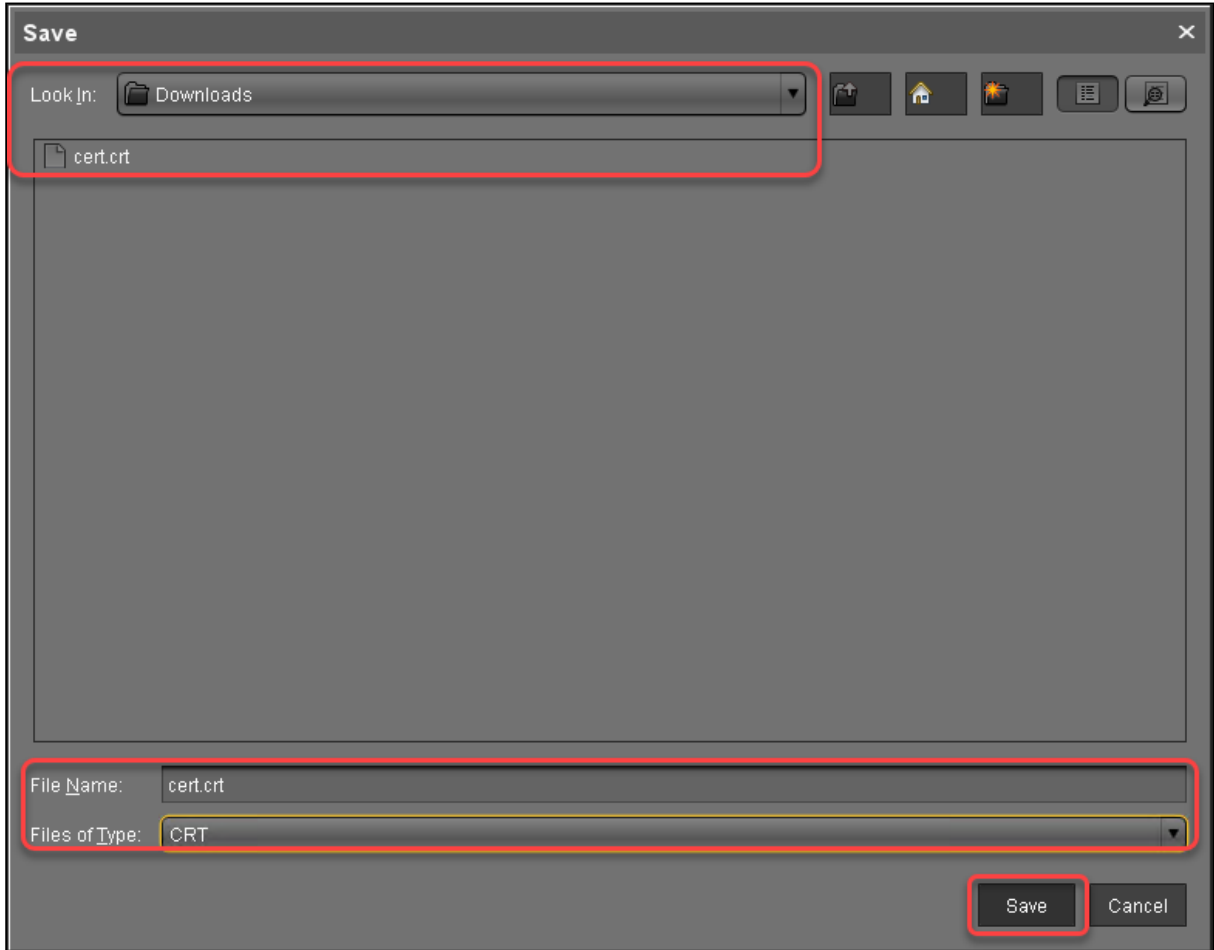 Save
Look In: Downloads
cert.crt
File Name: cert.crt
Files of Type: CRT
Save Cancel